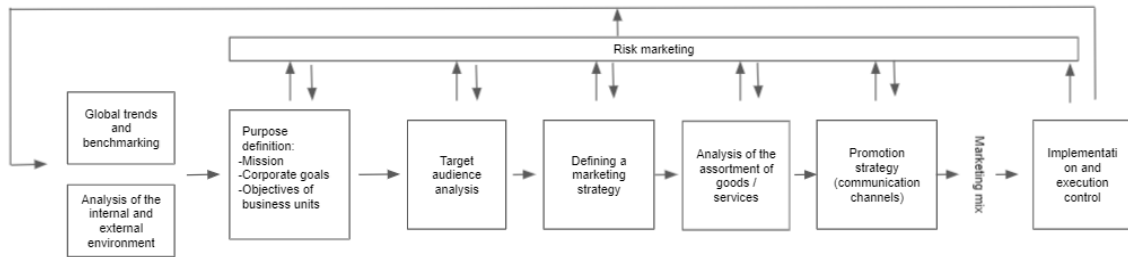 Risk marketing
Global trends
and
benchmarking
Analysis of the
internal and
external
environment
Purpose
definition:
-Mission
-Corporate goals
-Objectives of
business units
Target
audience
analysis
Defining a
marketing
strategy
Analysis of the
assortment of
goods /
services
Promotion
strategy
(communication
channels)
Marketing mix
Implementati
on and
execution
control